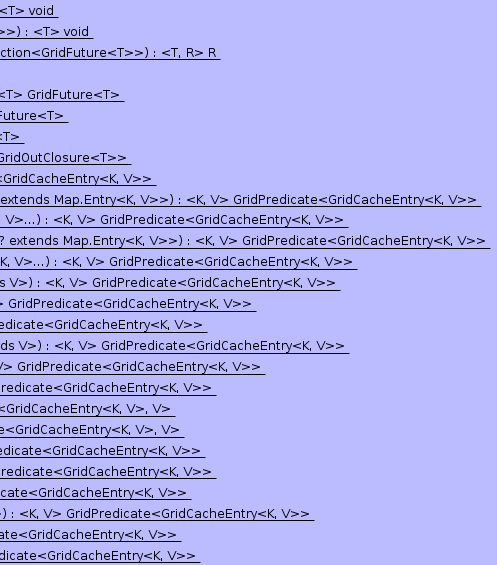 <T> void
>>) : <T> void
ction<GridFuture<T>>) : <T, R> R
<T> GridFuture<T>
Future<T>
<T>
GridOutClosure<T>>
<GridCacheEntry<K, V>>
extends Map.Entry<K, V>>) : <K, V> GridPredicate<GridCacheEntry<K, V>>
, V>...) : <K, V> GridPredicate<GridCacheEntry<K, V>>
? extends Map.Entry<K, V>>) : <K, V> GridPredicate<GridCacheEntry<K, V>>
K, V>...) : <K, V> GridPredicate<GridCacheEntry<K, V>>
s V>) : <K, V> GridPredicate<GridCacheEntry<K, V>>
> GridPredicate<GridCacheEntry<K, V>>
edicate<GridCacheEntry<K, V>>
ds V>) : <K, V> GridPredicate<GridCacheEntry<K, V>>
V> GridPredicate<GridCacheEntry<K, V>>
redicate<GridCacheEntry<K, V>>
<GridCacheEntry<K, V>, V>
e<GridCacheEntry<K, V>, V>
edicate<GridCacheEntry<K, V>>
redicate<GridCacheEntry<K, V>>
cate<GridCacheEntry<K, V>>
>) : <K, V> GridPredicate<GridCacheEntry<K, V>>
ate<GridCacheEntry<K, V>>
dicate<GridCacheEntry<K, V>>